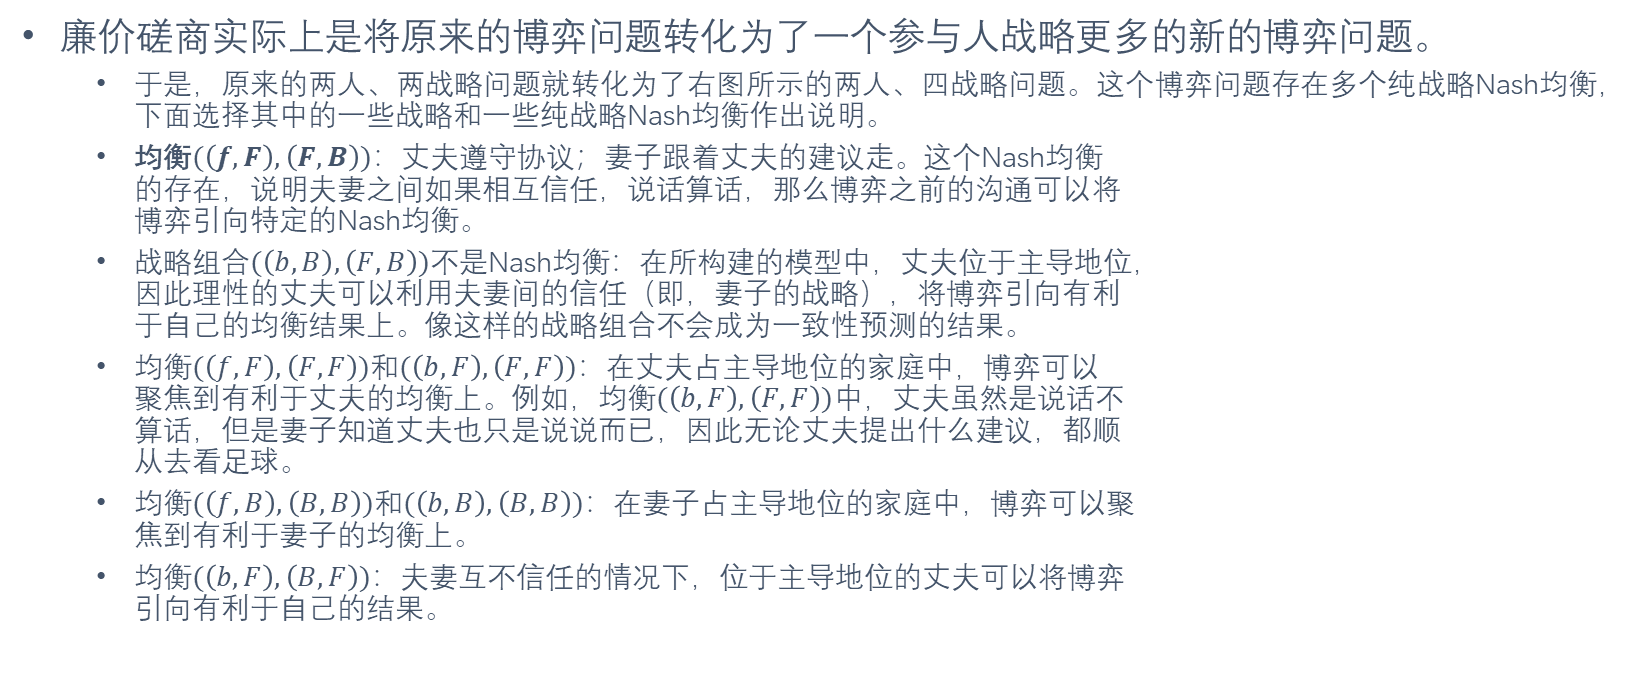 • 廉价磋商实际上是将原来的博弈问题转化为了一个参与人战略更多的新的博弈问题。
• 于是，原来的两人、两战略问题就转化为了右图所示的两人、四战略问题。这个博弈问题存在多个纯战略Nash均衡，
下面选择其中的一些战略和一些纯战略Nash均衡作出说明。
• 均衡((f,F),(F,B))：丈夫遵守协议；妻子跟着丈夫的建议走。这个Nash均衡
的存在，说明夫妻之间如果相互信任，说话算话，那么博弈之前的沟通可以将
博弈引向特定的Nash均衡。
• 战略组合((b,B),(F,B))不是Nash均衡：在所构建的模型中，丈夫位于主导地位，
因此理性的丈夫可以利用夫妻间的信任（即，妻子的战略），将博弈引向有利
于自己的均衡结果上。像这样的战略组合不会成为一致性预测的结果。
• 均衡((f,F),(F,F))和((b,F),(F,F))：在丈夫占主导地位的家庭中，博弈可以
聚焦到有利于丈夫的均衡上。例如，均衡((b,F),(F,F))中，丈夫虽然是说话不
算话，但是妻子知道丈夫也只是说说而已，因此无论丈夫提出什么建议，都顺
从去看足球。
• 均衡((f,B),(B,B))和((b,B),(B,B))：在妻子占主导地位的家庭中，博弈可以聚
焦到有利于妻子的均衡上。
• 均衡((b,F),(B,F))：夫妻互不信任的情况下，位于主导地位的丈夫可以将博弈
引向有利于自己的结果。